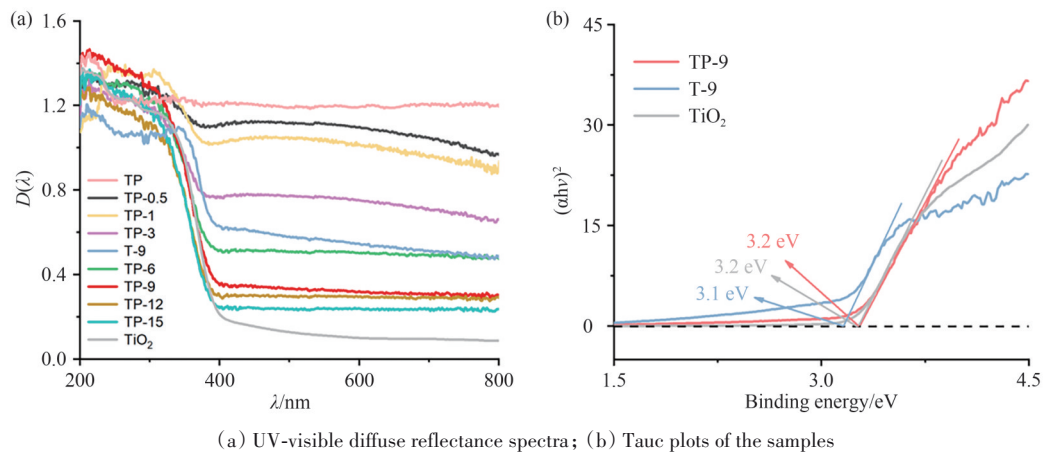 (a)
1.6
1.2
0.8
0.4
0.0
D(λ)
TP
TP-0.5
TP-1
TP-3
T-9
TP-6
TP-9
TP-12
TP-15
TiO₂
200
400
600
800
λ/nm
(b)
45
30
15
0
(αhν)²
TP-9
T-9
TiO₂
3.2 eV
3.2 eV
3.1 eV
1.5
3.0
4.5
Binding energy/eV
(a) UV-visible diffuse reflectance spectra; (b) Tauc plots of the samples